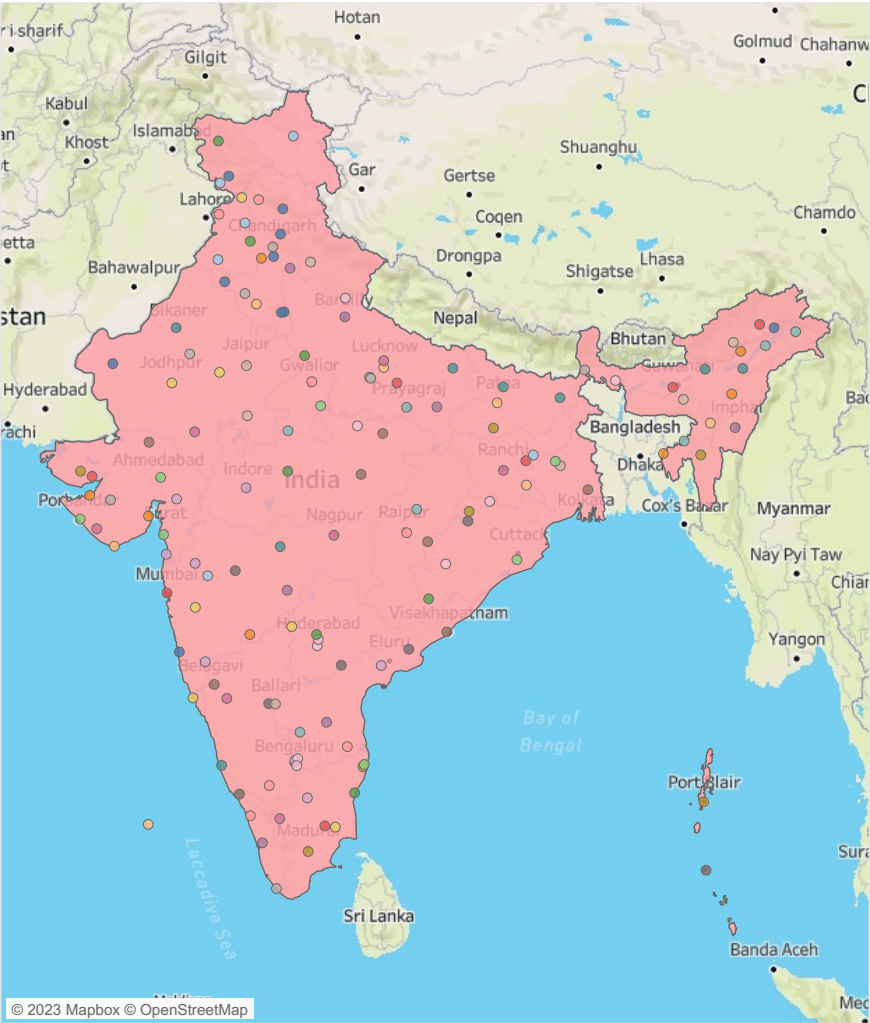 Hotan
r i sharif
Golmud
Chahanw
Gilgit
Kabul
Islamabad
an
Khost
Shuanghu
Gar
Gertse
Lahore
Coqen
Chamdo
Chandigarh
etta
Bahawalpur
Drongpa
Lhasa
Shigatse
Bareilly
stan
Bikaner
Nepal
Bhutan
Jaipur
Lucknow
Jodhpur
Gwalior
Guwahati
Hyderabad
Prayagraj
Patna
Imphal
Ba
rachi
Bangladesh
Ranchi
Ahmedabad
Indore
Dhaka
India
Porbandar
Kolkata
Cox's Bazar
Myanmar
Nagpur
Raipur
Cuttack
Nay Pyi Taw
Mumbai
Chiar
Hyderabad
Visakhapatnam
Yangon
Eluru
Belagavi
Ballari
Bay of
Bengal
Bengaluru
Port Blair
Madurai
Laccadive Sea
Sura
Sri Lanka
Banda Aceh
Med
© 2023 Mapbox © OpenStreetMap